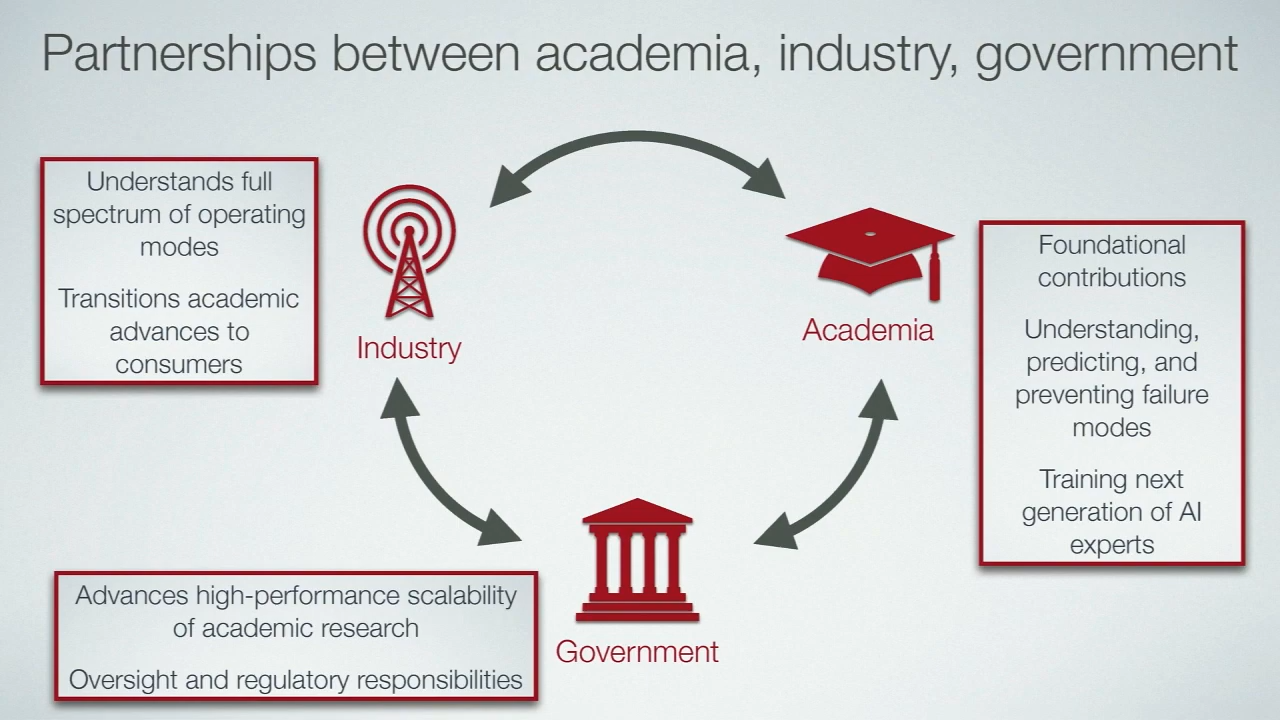 Partnerships between academia, industry, government
Understands full
spectrum of operating
modes
Transitions academic
advances to
consumers
Industry
Academia
Foundational
contributions
Understanding,
predicting, and
preventing failure
modes
Training next
generation of AI
experts
Advances high-performance scalability
of academic research
Oversight and regulatory responsibilities
Government